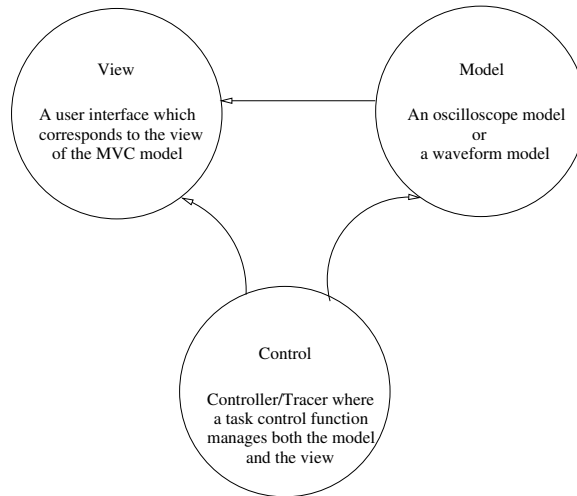 View
A user interface which
corresponds to the view
of the MVC model
Model
An oscilloscope model
or
a waveform model
Control
Controller/Tracer where
a task control function
manages both the model
and the view